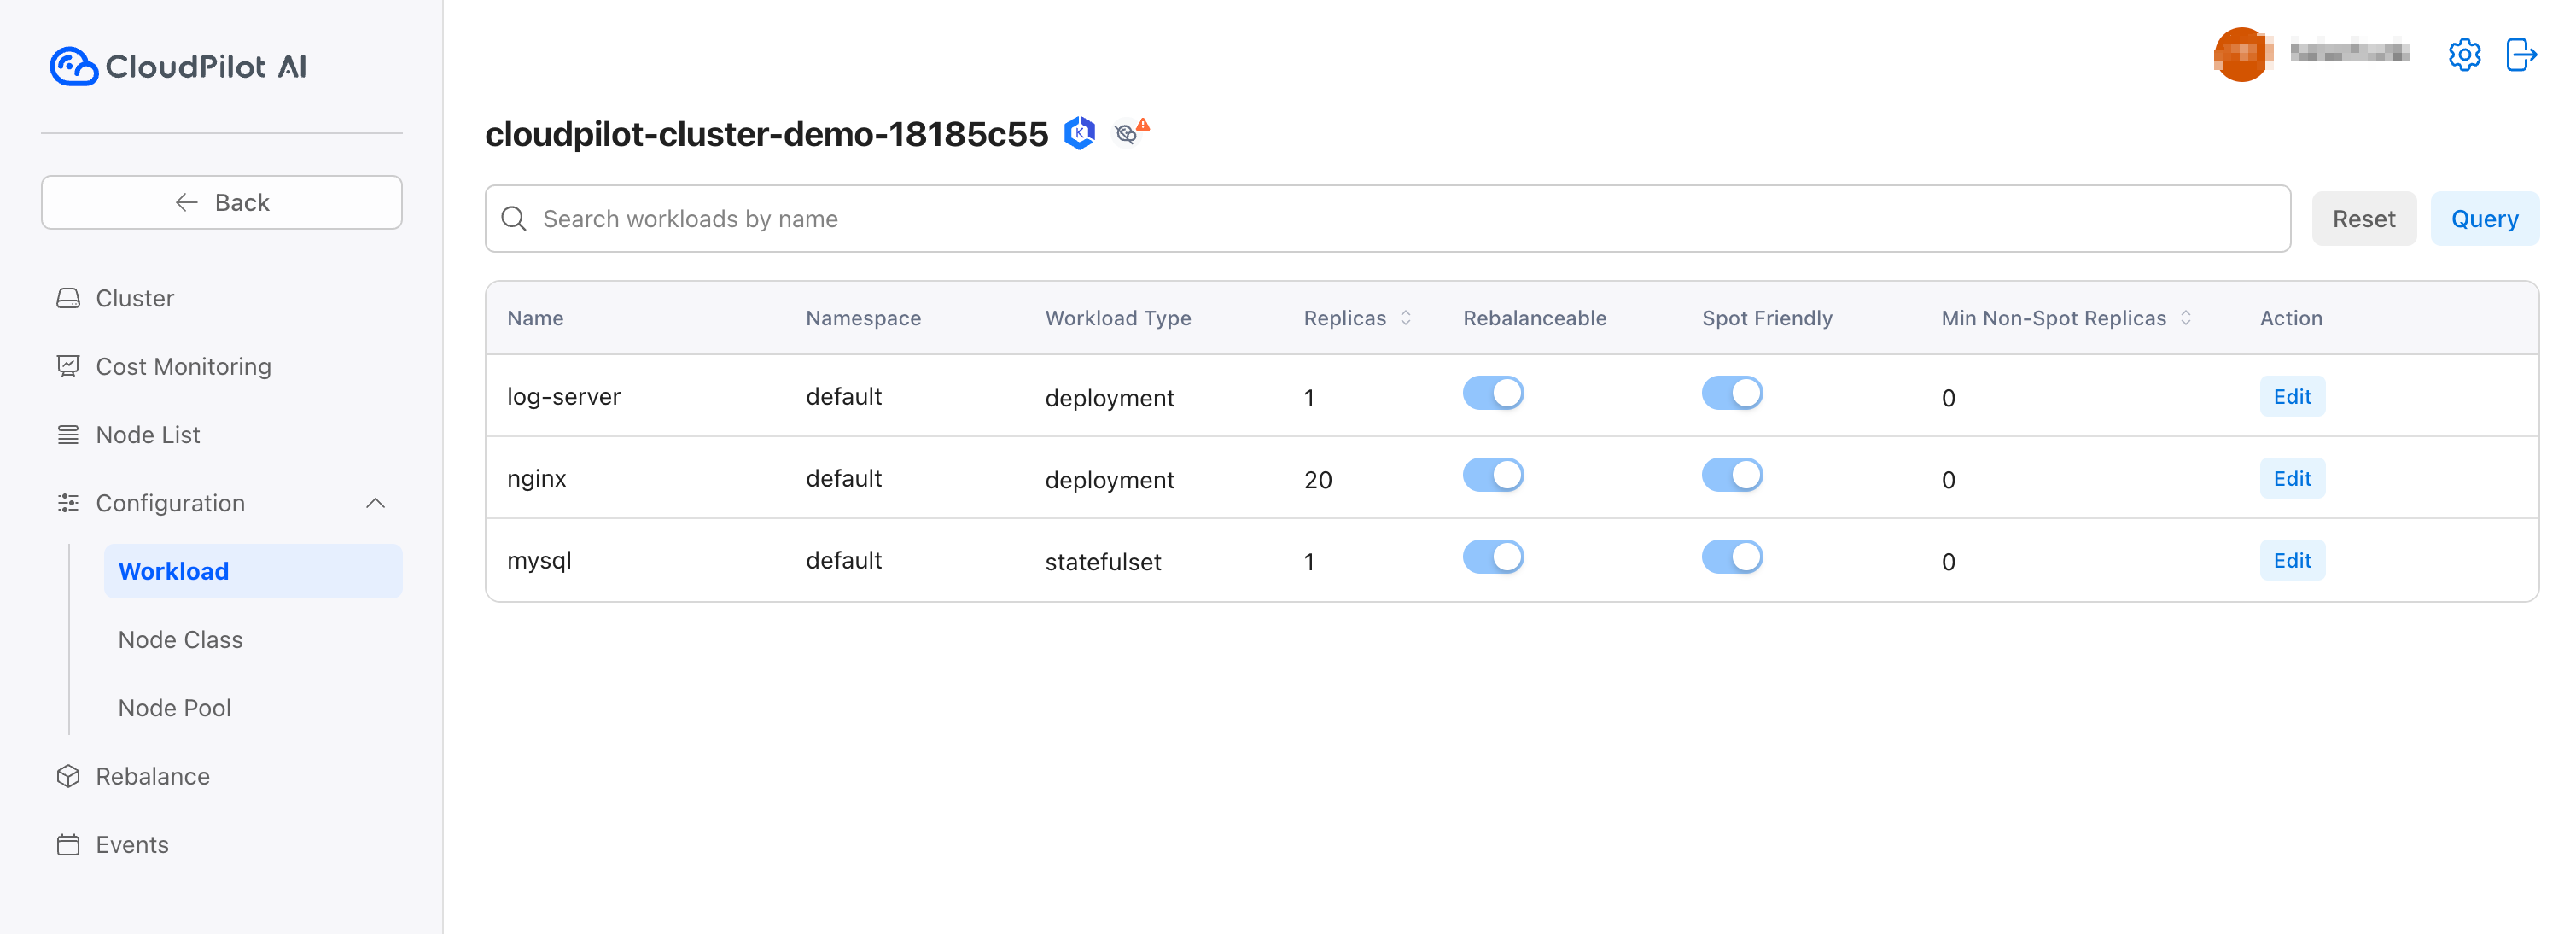 CloudPilot AI
Back
Cluster
Cost Monitoring
Node List
Configuration
Workload
Node Class
Node Pool
Rebalance
Events
cloudpilot-cluster-demo-18185c55
Search workloads by name
Reset
Query
Name Namespace Workload Type Replicas Rebalanceable Spot Friendly Min Non-Spot Replicas Action
log-server default deployment 1 0 Edit
nginx default deployment 20 0 Edit
mysql default statefulset 1 0 Edit